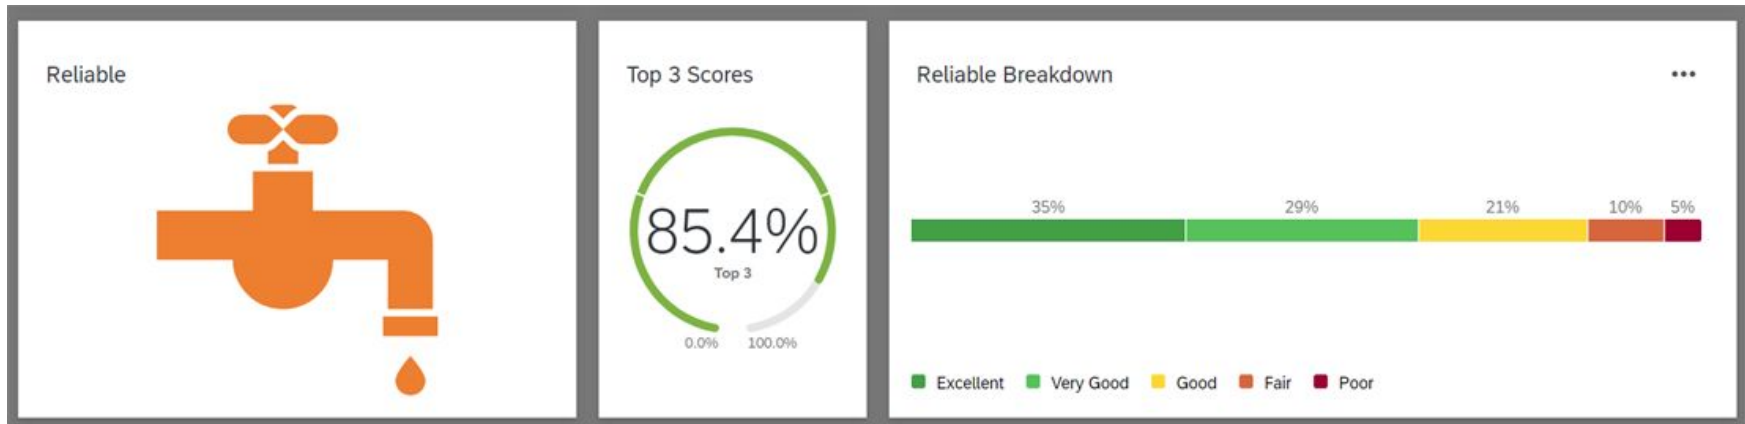 Reliable
Top 3 Scores
85.4%
Top 3
0.0% 100.0%
Reliable Breakdown
35% 29% 21% 10% 5%
Excellent Very Good Good Fair Poor